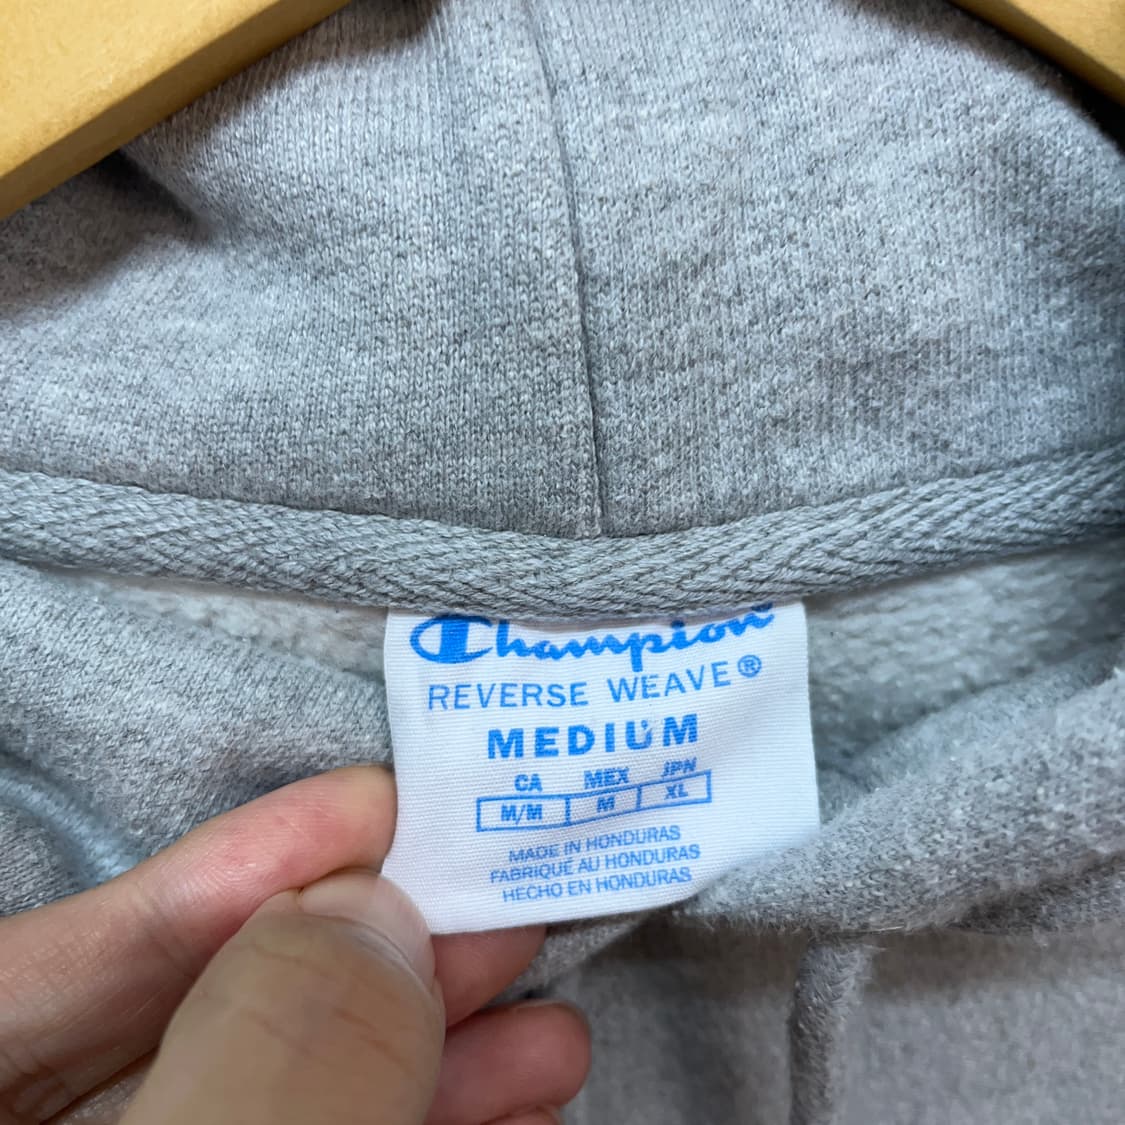 Champion
REVERSE WEAVE®
MEDIUM
CA MEX JPN
M/M M XL
MADE IN HONDURAS
FABRIQUÉ AU HONDURAS
HECHO EN HONDURAS